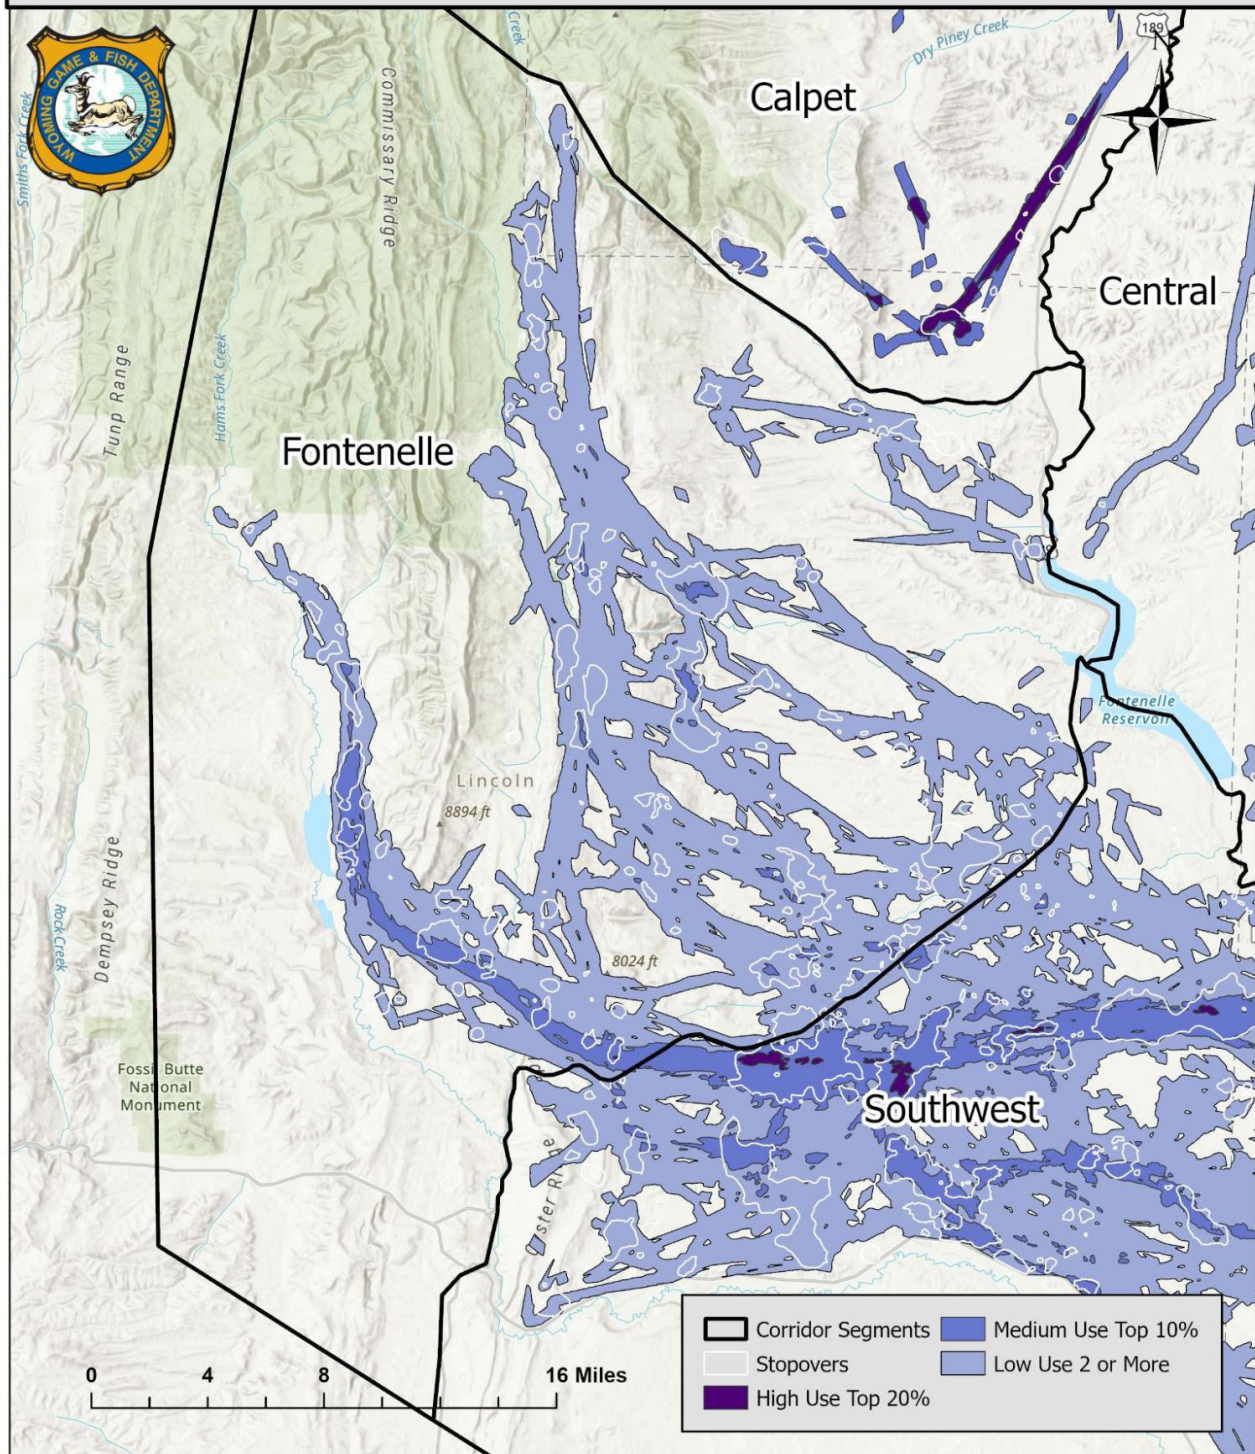 189
WYOMING GAME & FISH DEPARTMENT
Smiths Fork Creek
Commissary Ridge
Creek
Dry Piney Creek
Calpet
Central
Tunp Range
Hams Fork Creek
Fontenelle
Fontenelle
Reservoir
Lincoln
8894 ft
Dempsey Ridge
Rock Creek
8024 ft
Fossil Butte
National
Monument
Southwest
Corridor Segments
Medium Use Top 10%
Stopovers
Low Use 2 or More
High Use Top 20%
0 4 8 16 Miles